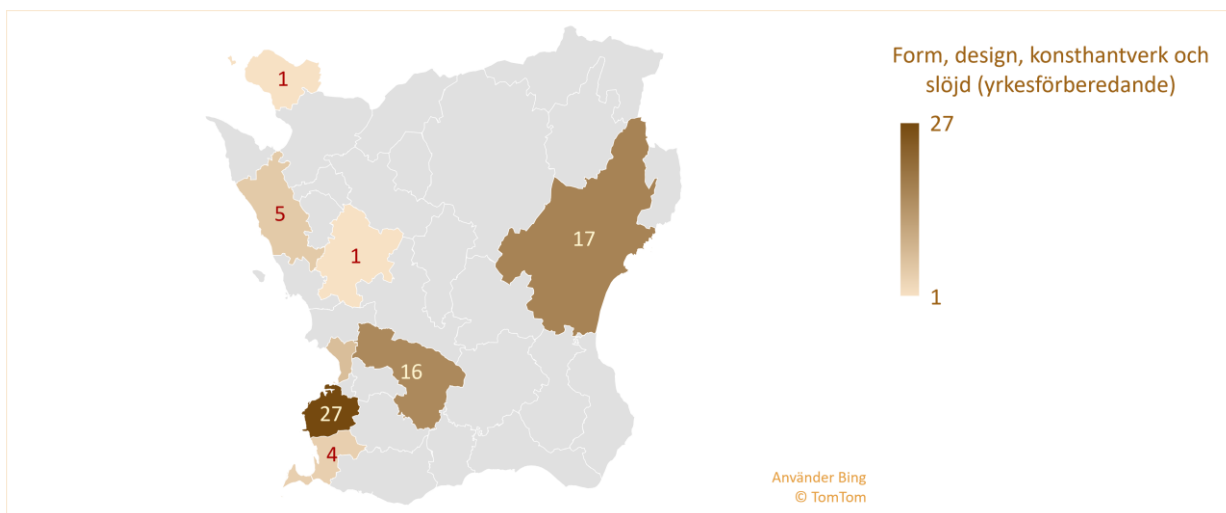 Form, design, konsthantverk och
slöjd (yrkesförberedande)
27
1
1
5
1
17
16
27
4
Använder Bing
© TomTom